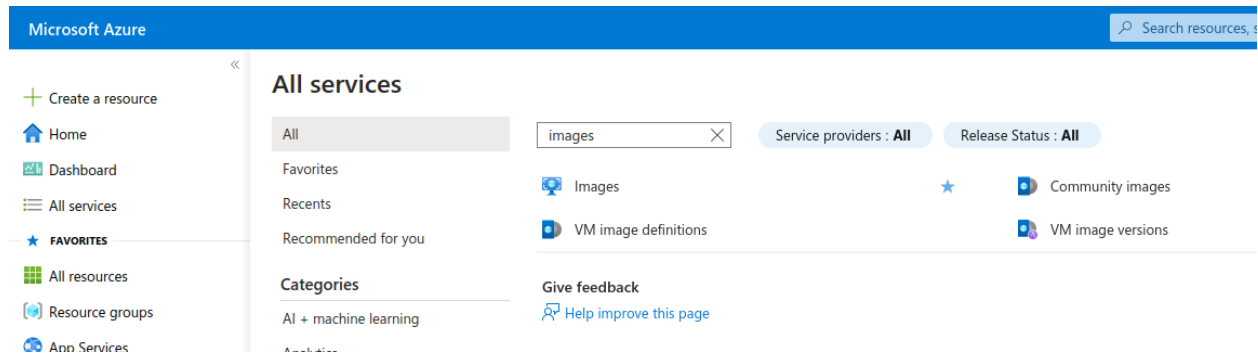 Microsoft Azure
Search resources, s
«
Create a resource
Home
Dashboard
All services
FAVORITES
All resources
Resource groups
App Services
All services
All
Favorites
Recents
Recommended for you
Categories
AI + machine learning
Analytics
images
Service providers : All
Release Status : All
Images
Community images
VM image definitions
VM image versions
Give feedback
Help improve this page